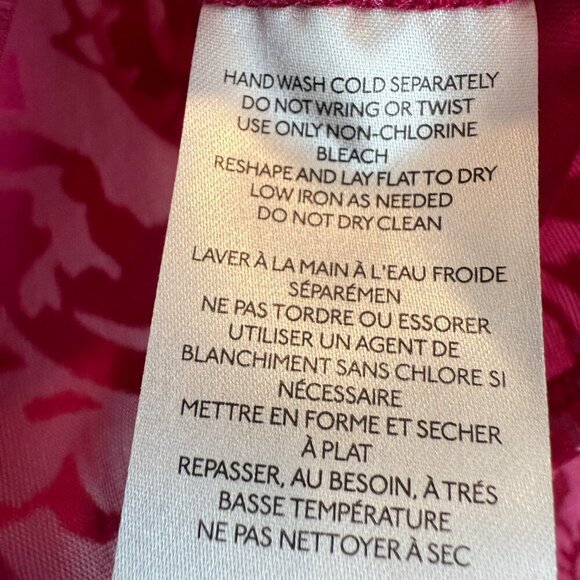 HAND WASH COLD SEPARATELY
DO NOT WRING OR TWIST
USE ONLY NON-CHLORINE
BLEACH
RESHAPE AND LAY FLAT TO DRY
LOW IRON AS NEEDED
DO NOT DRY CLEAN
LAVER À LA MAIN À L'EAU FROIDE
SÉPARÉMEN
NE PAS TORDRE OU ESSORER
UTILISER UN AGENT DE
BLANCHIMENT SANS CHLORE SI
NÉCESSAIRE
METTRE EN FORME ET SECHER
À PLAT
REPASSER, AU BESOIN, À TRÉS
BASSE TEMPÉRATURE
NE PAS NETTOYER À SEC